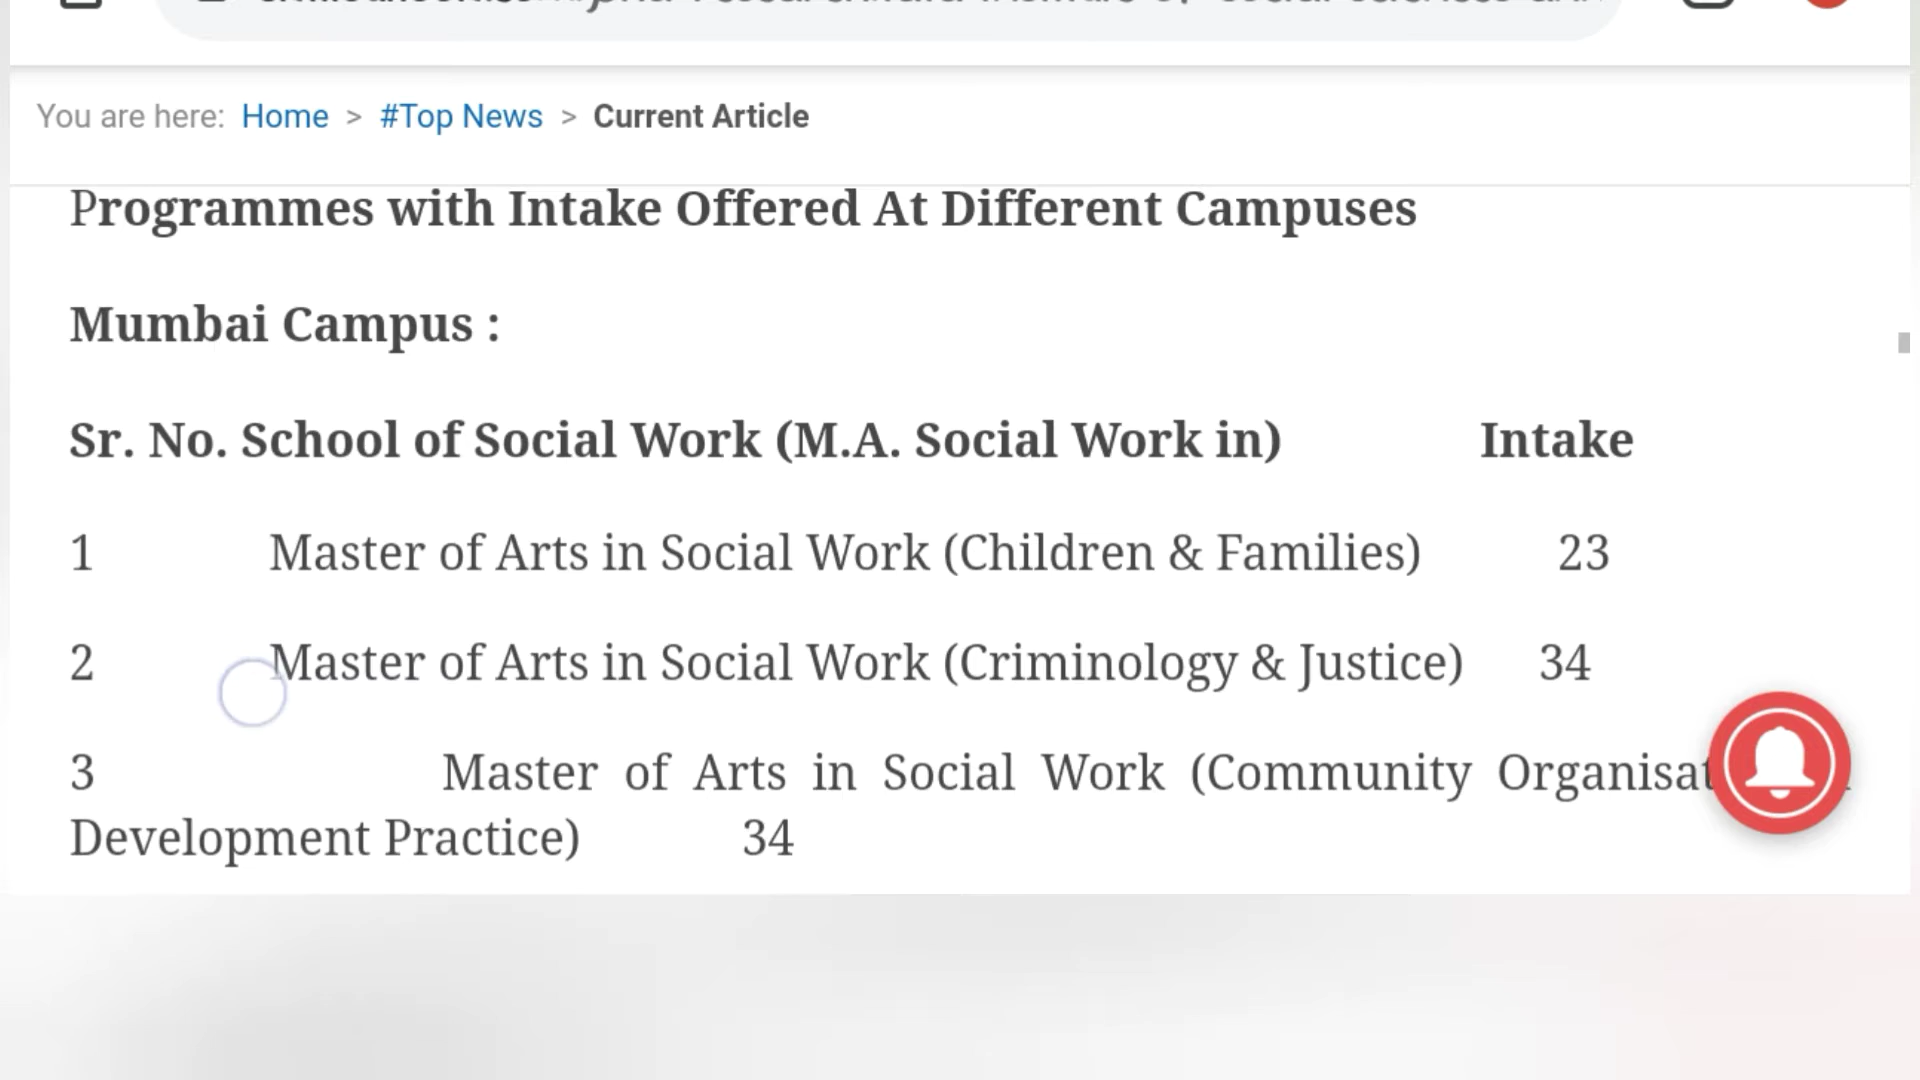 You are here: Home > #Top News > Current Article
Programmes with Intake Offered At Different Campuses
Mumbai Campus :
Sr. No. School of Social Work (M.A. Social Work in) Intake
1 Master of Arts in Social Work (Children & Families) 23
2 Master of Arts in Social Work (Criminology & Justice) 34
3 Master of Arts in Social Work (Community
Development Practice) 34